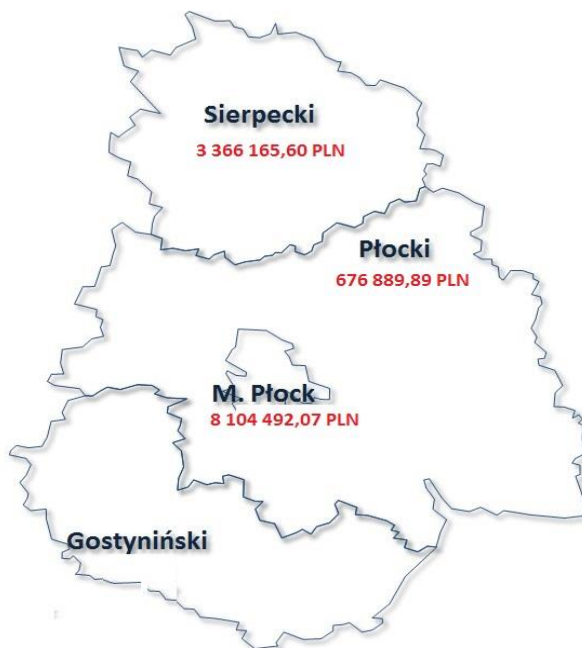 Sierpecki
3 366 165,60 PLN
Płocki
676 889,89 PLN
M. Płock
8 104 492,07 PLN
Gostyniński